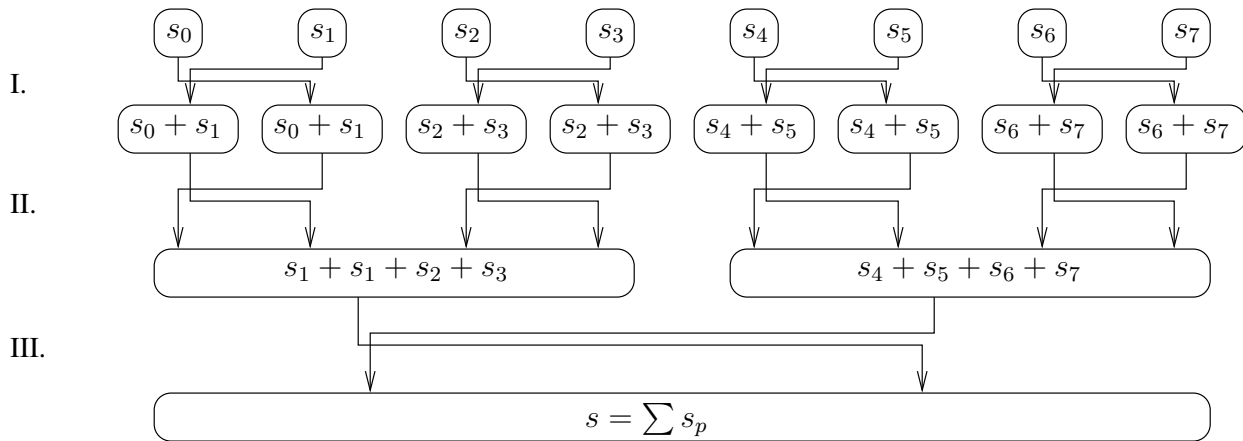 s₀ s₁ s₂ s₃ s₄ s₅ s₆ s₇
I.
s₀ + s₁ s₀ + s₁ s₂ + s₃ s₂ + s₃ s₄ + s₅ s₄ + s₅ s₆ + s₇ s₆ + s₇
II.
s₁ + s₁ + s₂ + s₃ s₄ + s₅ + s₆ + s₇
III.
s = ∑ sₚ